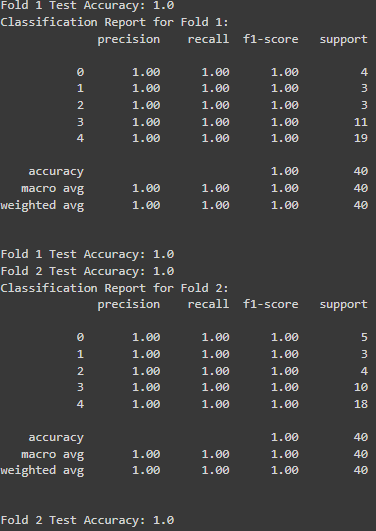 Fold 1 Test Accuracy: 1.0
Classification Report for Fold 1:
precision recall f1-score support
0 1.00 1.00 1.00 4
1 1.00 1.00 1.00 3
2 1.00 1.00 1.00 3
3 1.00 1.00 1.00 11
4 1.00 1.00 1.00 19
accuracy 1.00 40
macro avg 1.00 1.00 1.00 40
weighted avg 1.00 1.00 1.00 40
Fold 1 Test Accuracy: 1.0
Fold 2 Test Accuracy: 1.0
Classification Report for Fold 2:
precision recall f1-score support
0 1.00 1.00 1.00 5
1 1.00 1.00 1.00 3
2 1.00 1.00 1.00 4
3 1.00 1.00 1.00 10
4 1.00 1.00 1.00 18
accuracy 1.00 40
macro avg 1.00 1.00 1.00 40
weighted avg 1.00 1.00 1.00 40
Fold 2 Test Accuracy: 1.0